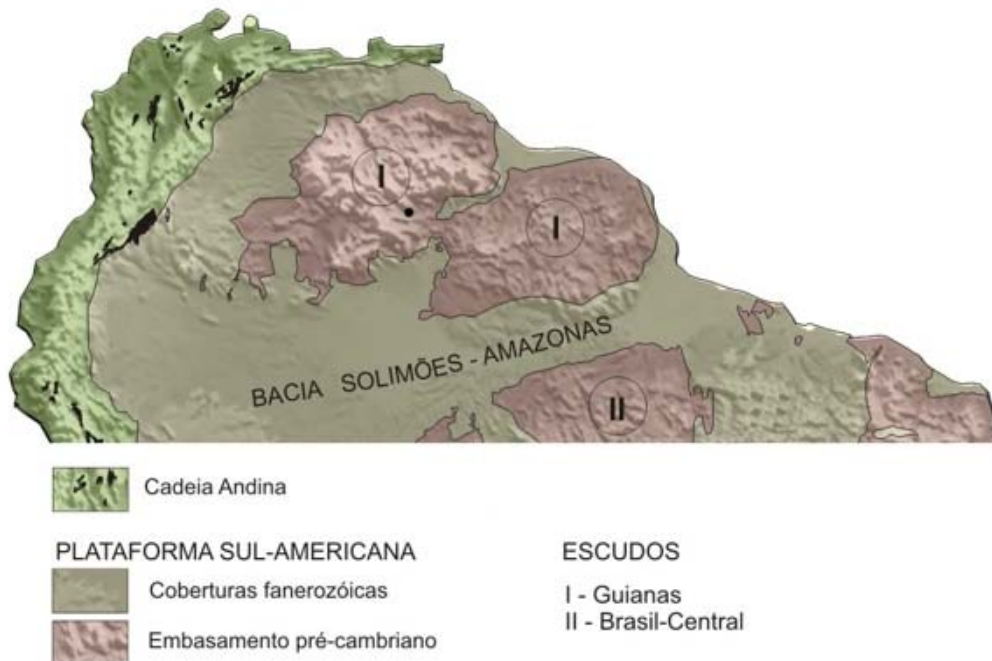 I
I
BACIA SOLIMÕES - AMAZONAS
II
Cadeia Andina
PLATAFORMA SUL-AMERICANA
Coberturas fanerozóicas
Embasamento pré-cambriano
ESCUDOS
I - Guianas
II - Brasil-Central